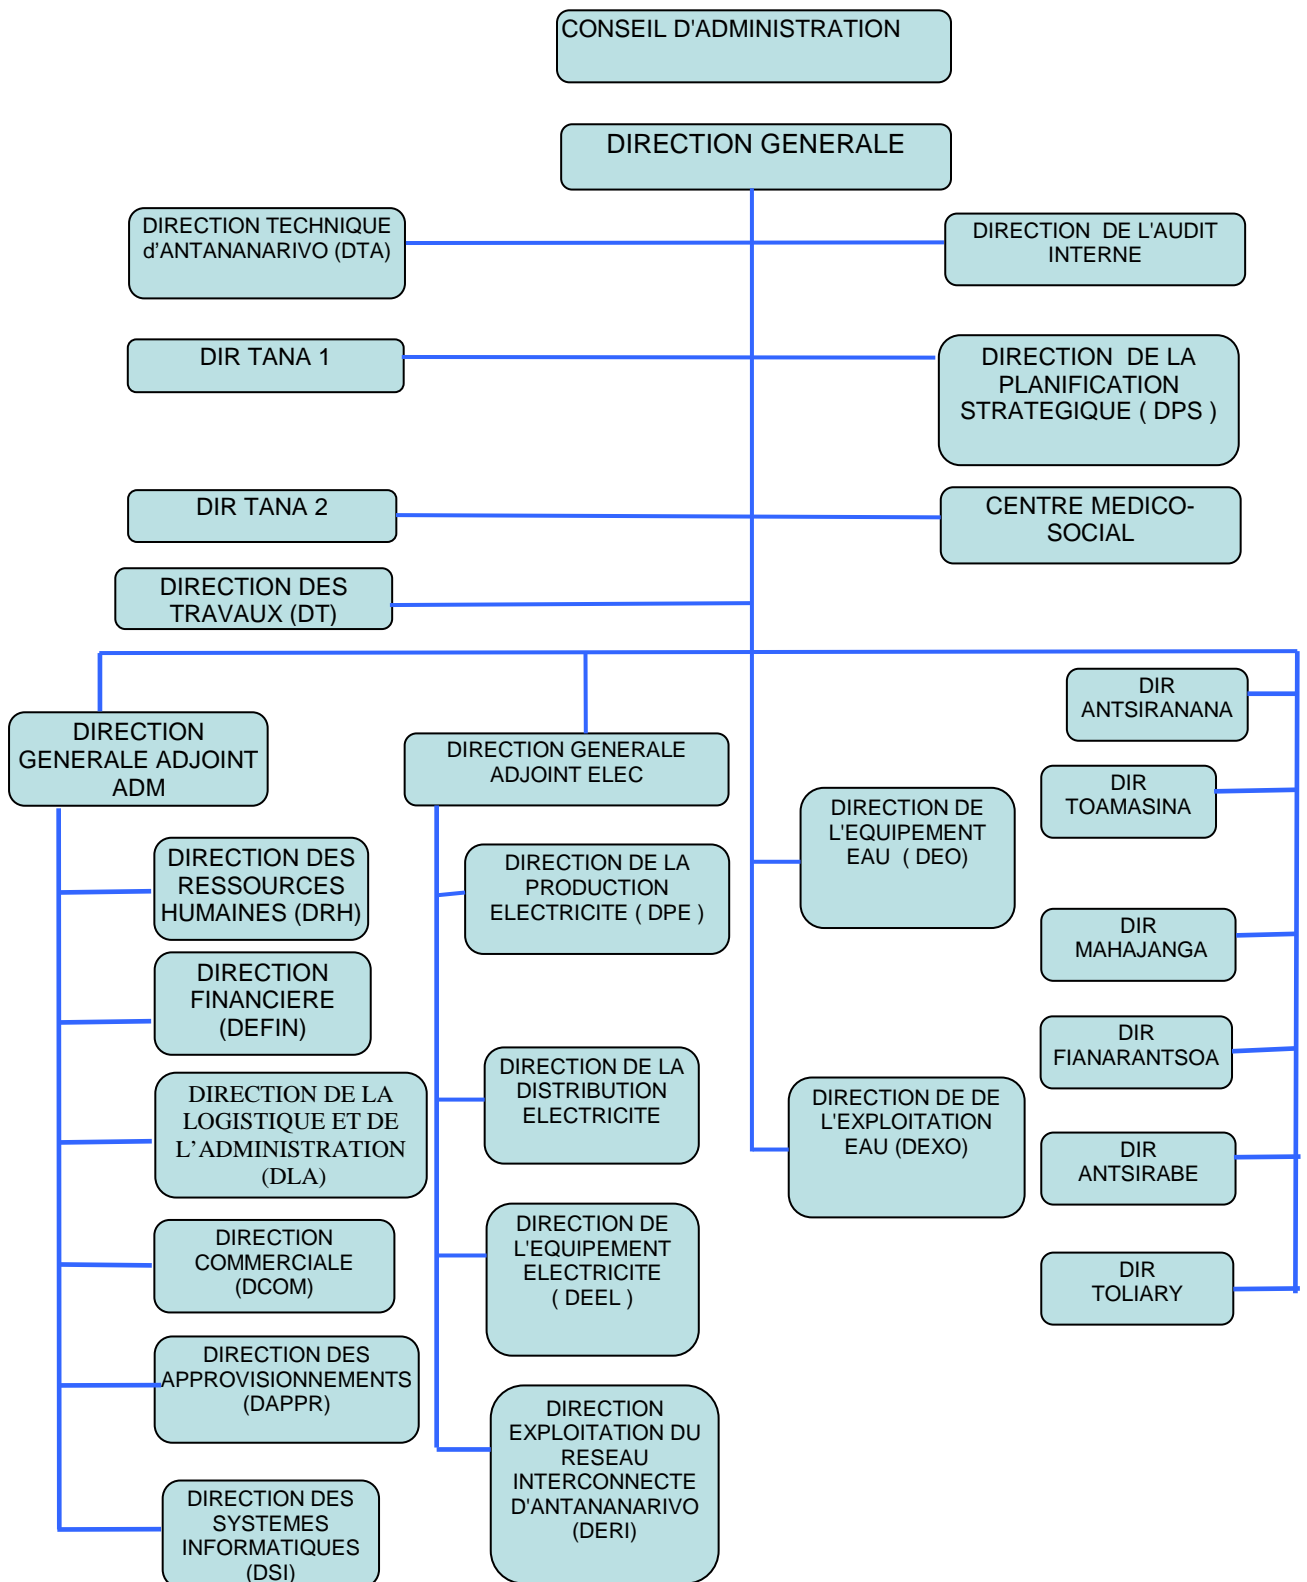 CONSEIL D'ADMINISTRATION
DIRECTION GENERALE
DIRECTION TECHNIQUE
d'ANTANANARIVO (DTA)
DIRECTION DE L'AUDIT
INTERNE
DIR TANA 1
DIRECTION DE LA
PLANIFICATION
STRATEGIQUE ( DPS )
DIR TANA 2
CENTRE MEDICO-
SOCIAL
DIRECTION DES
TRAVAUX (DT)
DIRECTION
GENERALE ADJOINT
ADM
DIRECTION DES
RESSOURCES
HUMAINES (DRH)
DIRECTION
FINANCIERE
(DEFIN)
DIRECTION DE LA
LOGISTIQUE ET DE
L’ADMINISTRATION
(DLA)
DIRECTION
COMMERCIALE
(DCOM)
DIRECTION DES
APPROVISIONNEMENTS
(DAPPR)
DIRECTION DES
SYSTEMES
INFORMATIQUES
(DSI)
DIRECTION GENERALE
ADJOINT ELEC
DIRECTION DE LA
PRODUCTION
ELECTRICITE ( DPE )
DIRECTION DE LA
DISTRIBUTION
ELECTRICITE
DIRECTION DE
L'EQUIPEMENT
ELECTRICITE
( DEEL )
DIRECTION
EXPLOITATION DU
RESEAU
INTERCONNECTE
D'ANTANANARIVO
(DERI)
DIRECTION DE
L'EQUIPEMENT
EAU ( DEO)
DIRECTION DE DE
L'EXPLOITATION
EAU (DEXO)
DIR
ANTSIRANANA
DIR
TOAMASINA
DIR
MAHAJANGA
DIR
FIANARANTSOA
DIR
ANTSIRABE
DIR
TOLIARY